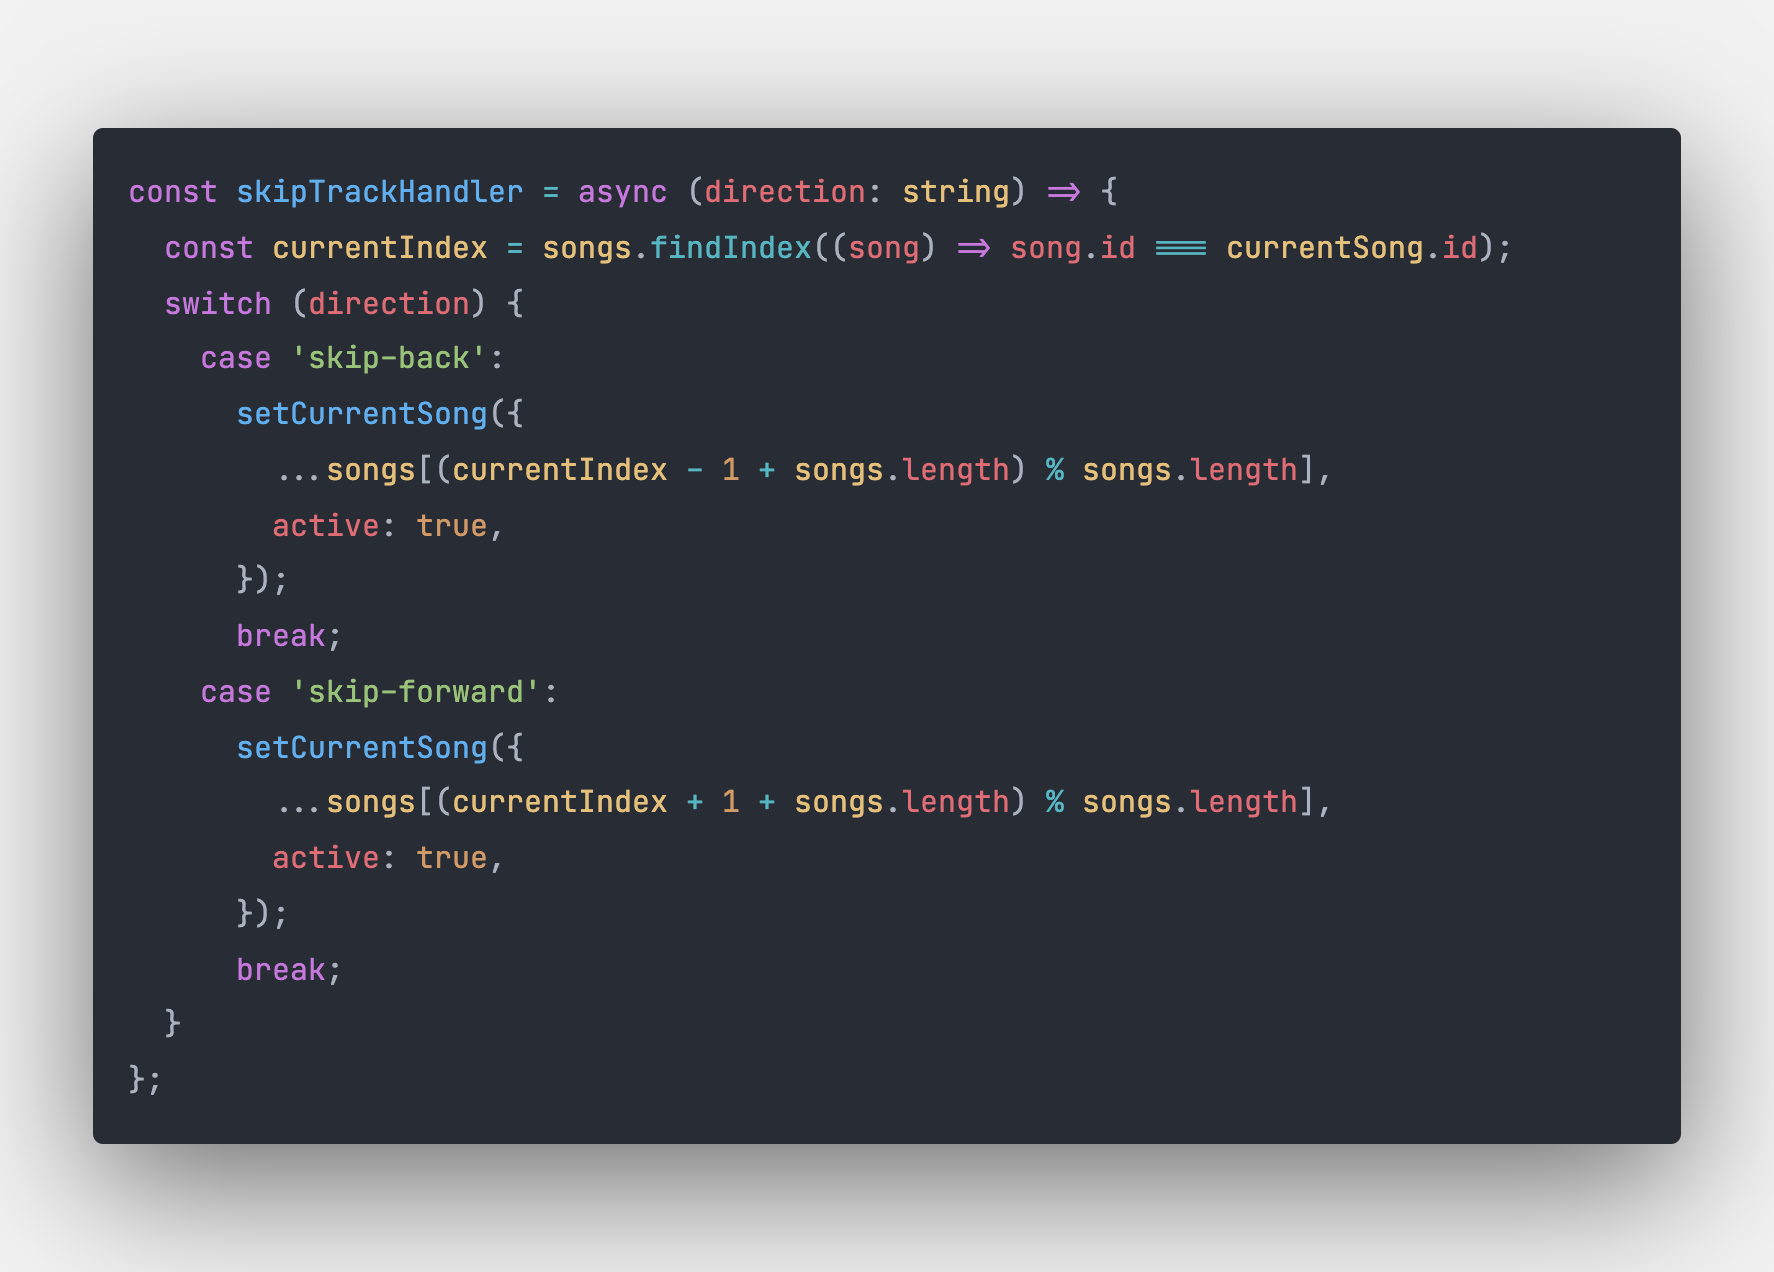 const skipTrackHandler = async (direction: string) => {
  const currentIndex = songs.findIndex((song) => song.id === currentSong.id);
  switch (direction) {
    case 'skip-back':
      setCurrentSong({
        ...songs[(currentIndex - 1 + songs.length) % songs.length],
        active: true,
      });
      break;
    case 'skip-forward':
      setCurrentSong({
        ...songs[(currentIndex + 1 + songs.length) % songs.length],
        active: true,
      });
      break;
  }
};